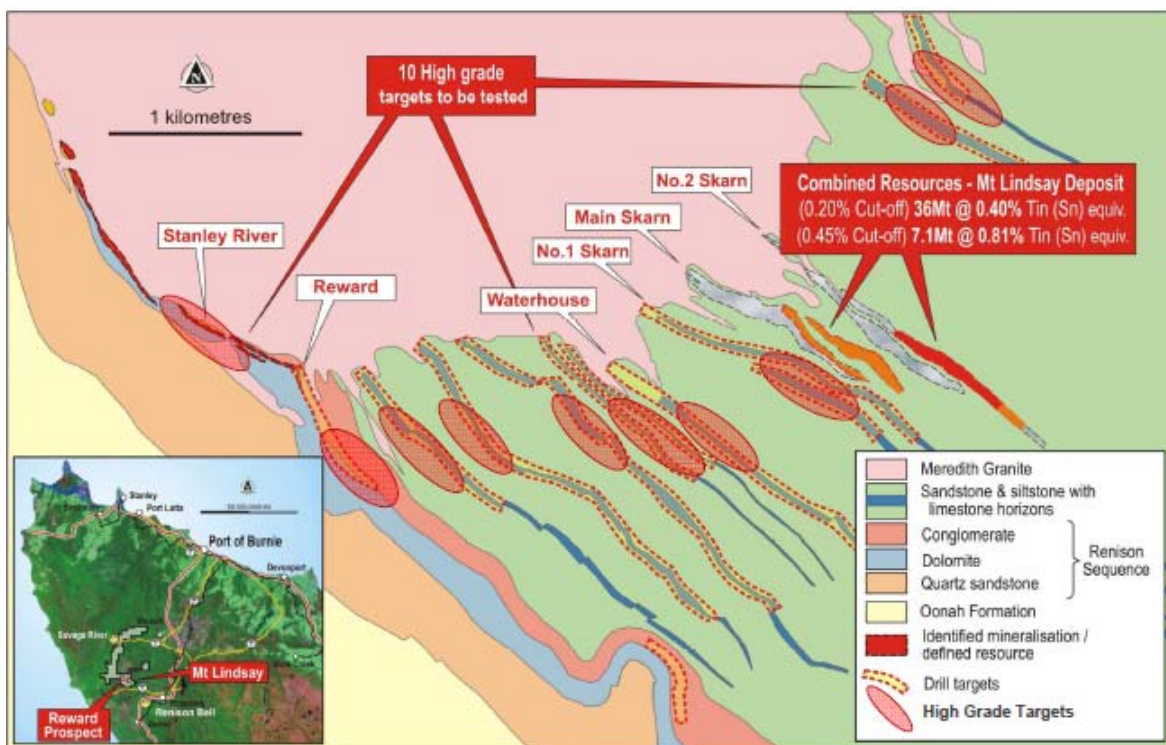 N
1 kilometres
10 High grade
targets to be tested
No.2 Skarn
Combined Resources - Mt Lindsay Deposit
(0.20% Cut-off) 36Mt @ 0.40% Tin (Sn) equiv.
(0.45% Cut-off) 7.1Mt @ 0.81% Tin (Sn) equiv.
Main Skarn
Stanley River
No.1 Skarn
Reward
Waterhouse
Meredith Granite
Sandstone & siltstone with
limestone horizons
Conglomerate
Dolomite
Quartz sandstone
Renison
Sequence
Oonah Formation
Identified mineralisation /
defined resource
Drill targets
High Grade Targets
Stanley
Port Latta
Port of Burnie
Devonport
Savage River
Mt Lindsay
Reward
Prospect
Renison Bell